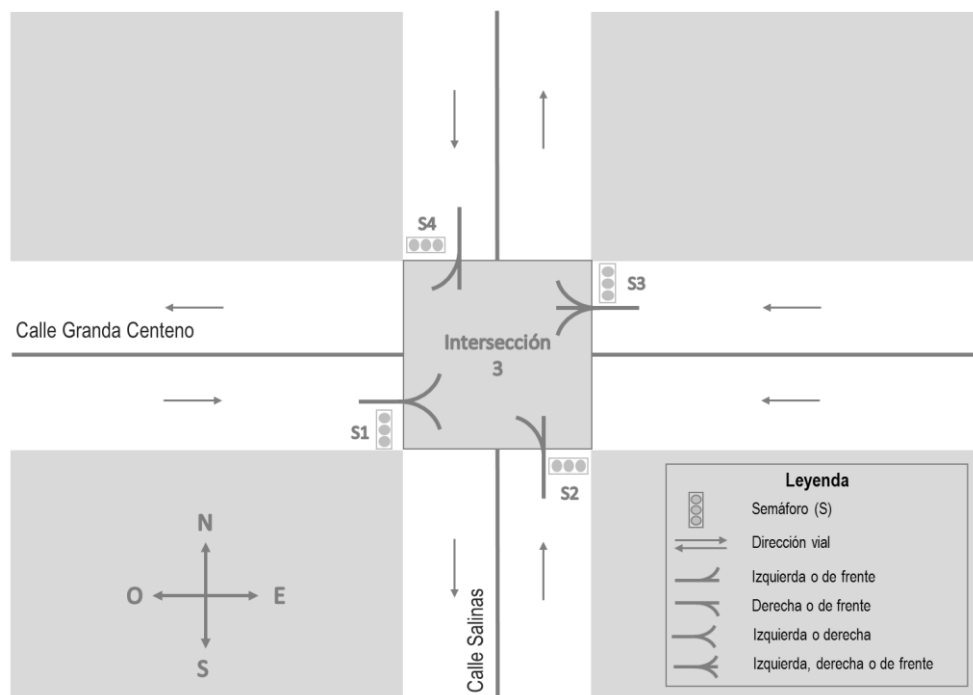 S4
S3
Calle Granda Centeno
Intersección
3
S1
S2
Calle Salinas
N
O
E
S
Leyenda
Semáforo (S)
Dirección vial
Izquierda o de frente
Derecha o de frente
Izquierda o derecha
Izquierda, derecha o de frente